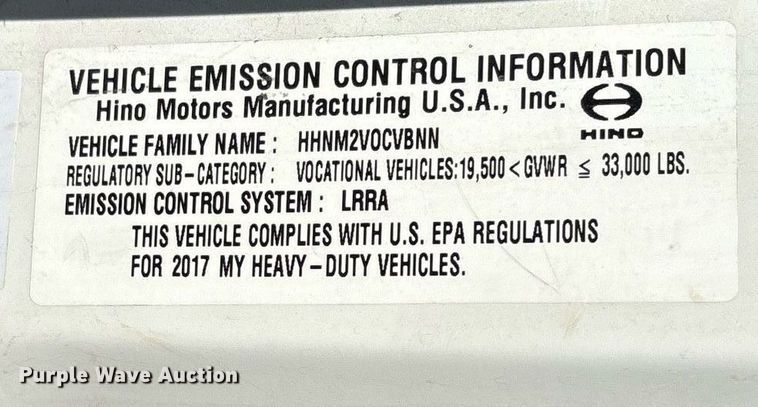 VEHICLE EMISSION CONTROL INFORMATION
Hino Motors Manufacturing U.S.A., Inc.
HINO
VEHICLE FAMILY NAME : HHNM2VOCVBNN
REGULATORY SUB-CATEGORY : VOCATIONAL VEHICLES:19,500 < GVWR ≦ 33,000 LBS.
EMISSION CONTROL SYSTEM : LRRA
THIS VEHICLE COMPLIES WITH U.S. EPA REGULATIONS
FOR 2017 MY HEAVY-DUTY VEHICLES.
Purple Wave Auction